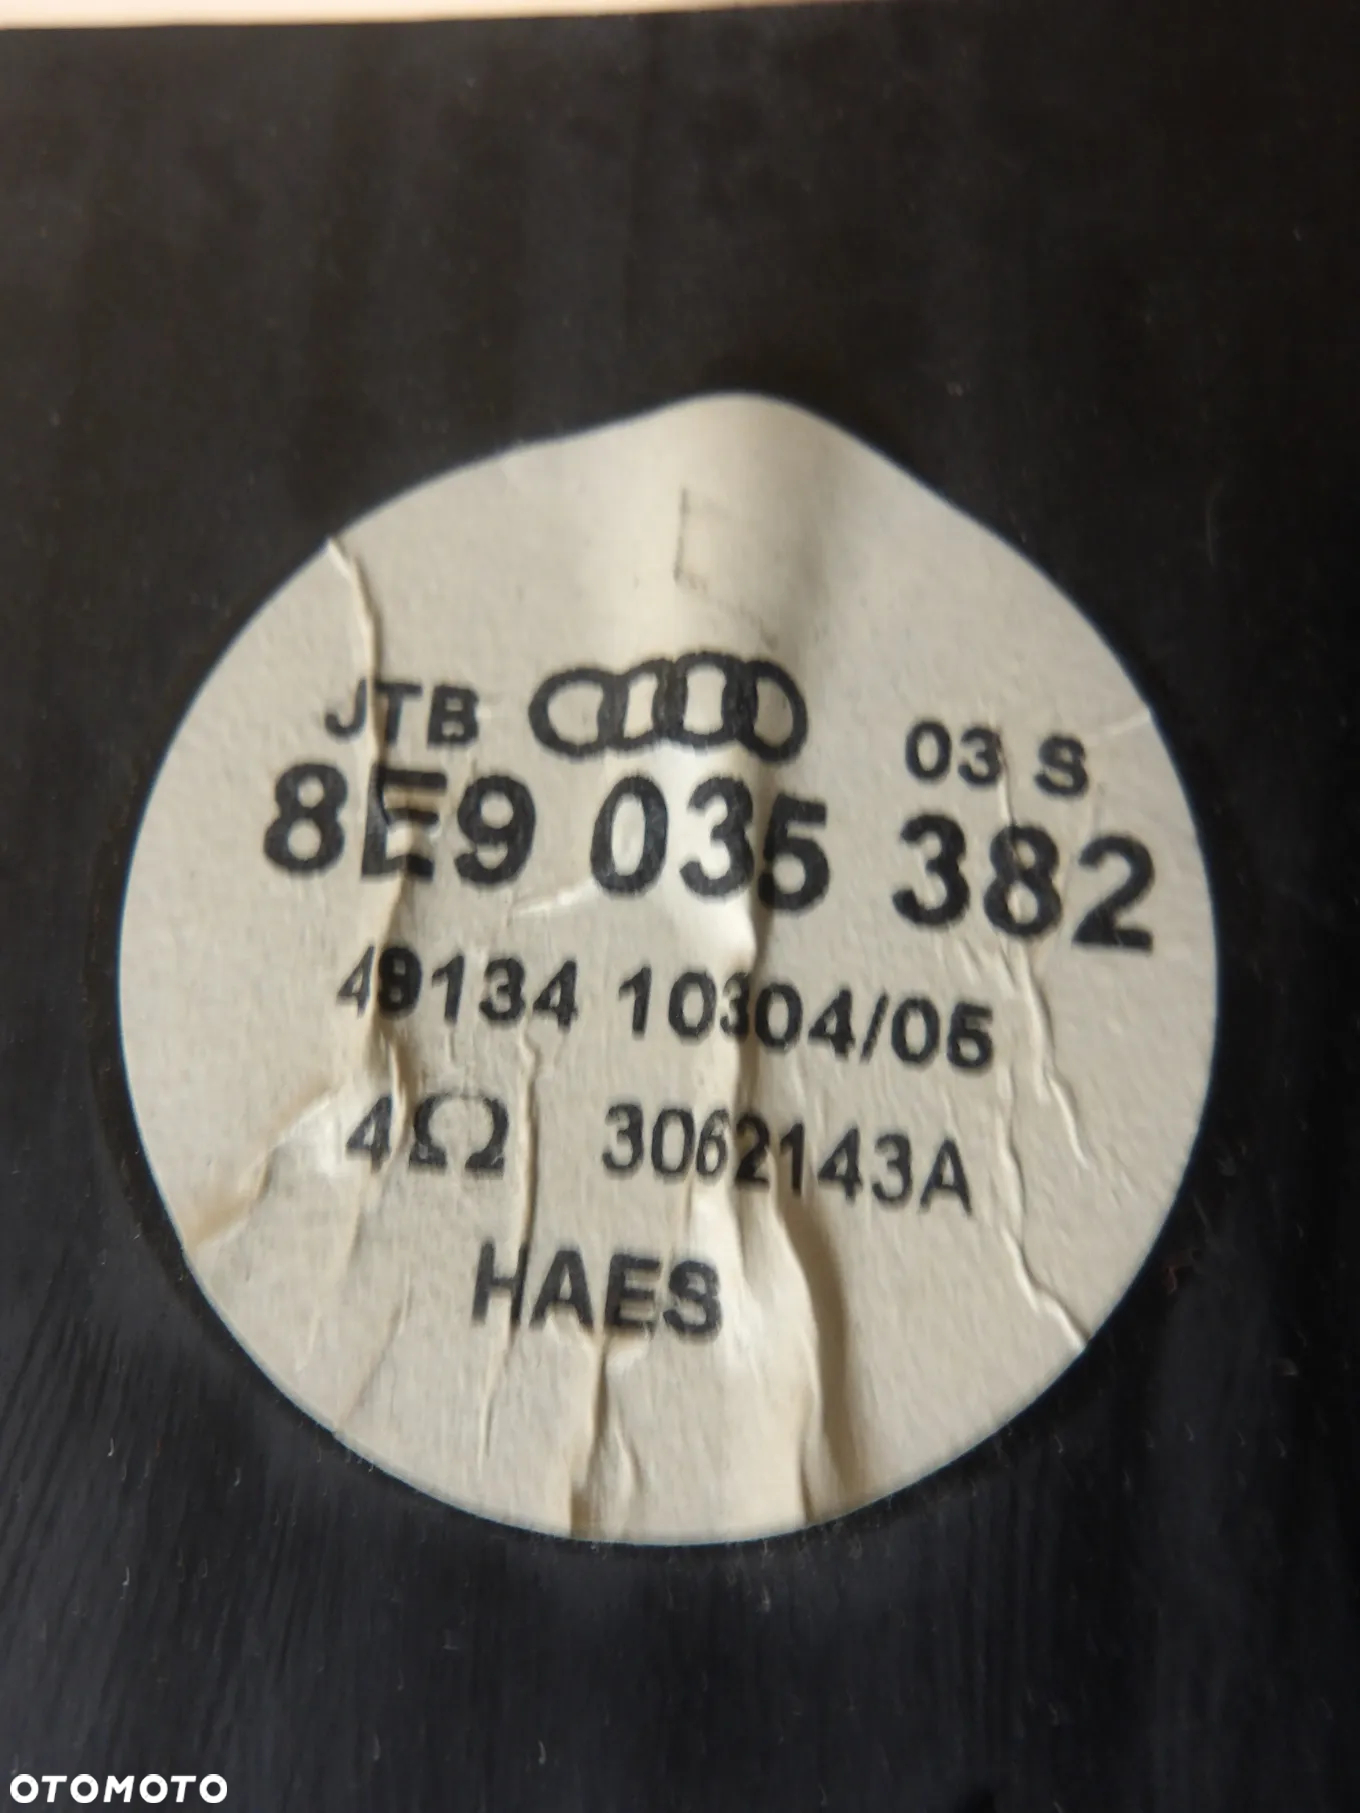 JTB 03 S
8E9 035 382
49134 10304/05
4Ω 3062143A
HAES
OTOMOTO